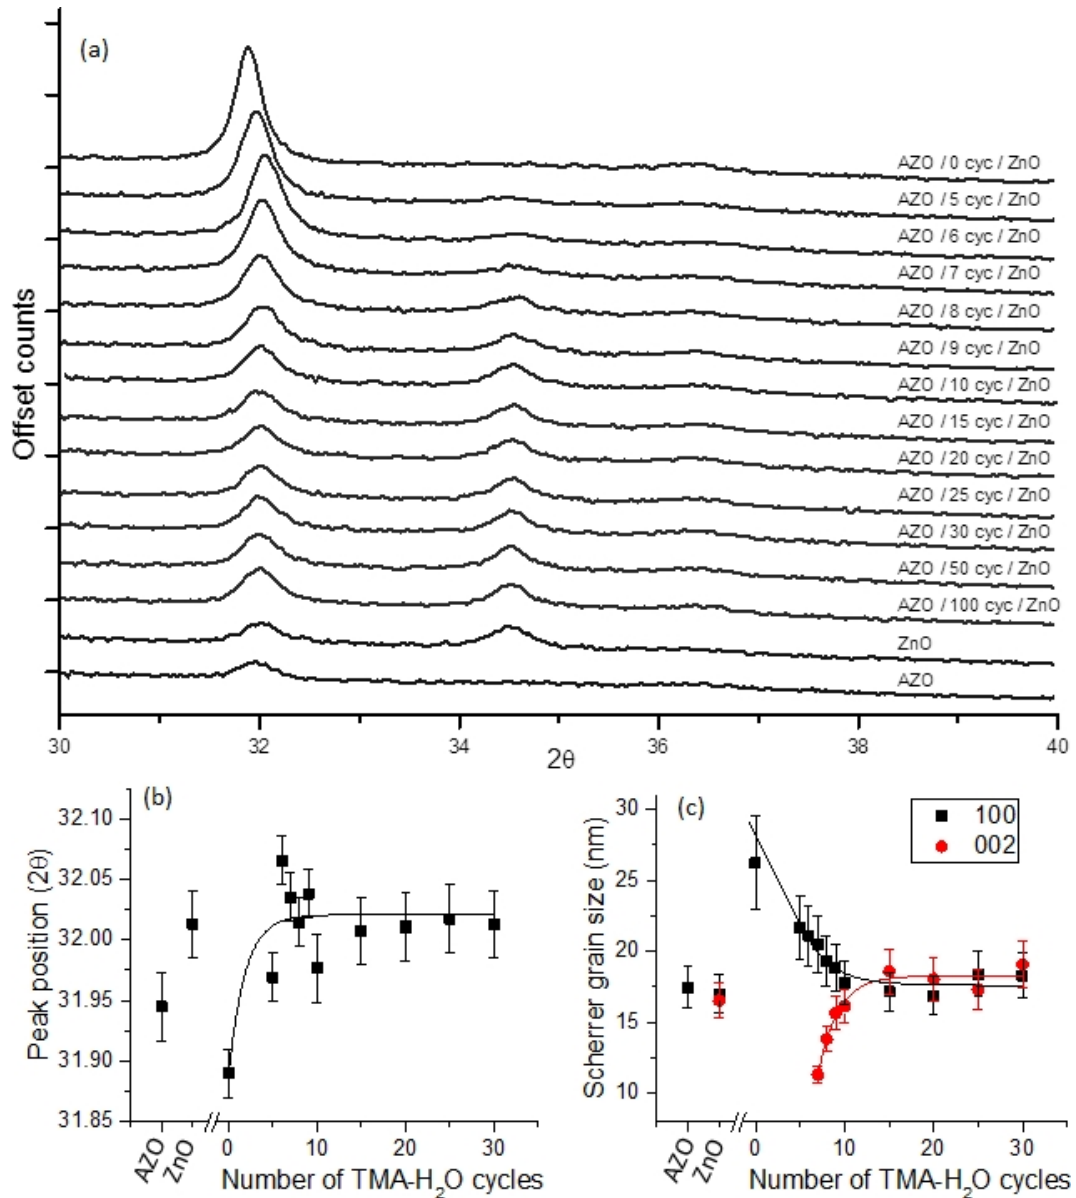 (a)
Offset counts
AZO / 0 cyc / ZnO
AZO / 5 cyc / ZnO
AZO / 6 cyc / ZnO
AZO / 7 cyc / ZnO
AZO / 8 cyc / ZnO
AZO / 9 cyc / ZnO
AZO / 10 cyc / ZnO
AZO / 15 cyc / ZnO
AZO / 20 cyc / ZnO
AZO / 25 cyc / ZnO
AZO / 30 cyc / ZnO
AZO / 50 cyc / ZnO
AZO / 100 cyc / ZnO
ZnO
AZO
30 32 34 36 38 40
2θ
(b)
Peak position (2θ)
32.10
32.05
32.00
31.95
31.90
31.85
AZO ZnO 0 10 20 30
Number of TMA-H₂O cycles
(c)
Scherrer grain size (nm)
100
002
30
25
20
15
10
AZO ZnO 0 10 20 30
Number of TMA-H₂O cycles